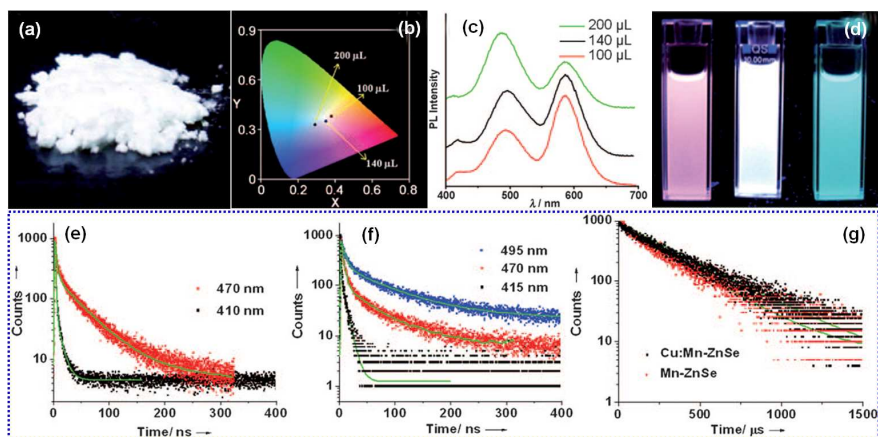 (a)
(b)
Y
0.9
0.6
0.3
0
0
0.2
0.4
0.6
0.8
X
200 µL
100 µL
140 µL
(c)
PL Intensity
200 µL
140 µL
100 µL
400
500
600
700
λ/ nm
(d)
QS
10.00mm
(e)
Counts →
1000
100
10
470 nm
410 nm
0
100
200
300
400
Time/ ns →
(f)
Counts →
1000
100
10
1
495 nm
470 nm
415 nm
0
100
200
300
400
Time/ ns →
(g)
Counts →
1000
100
10
1
Cu:Mn-ZnSe
Mn-ZnSe
0
500
1000
1500
Time/ µs →